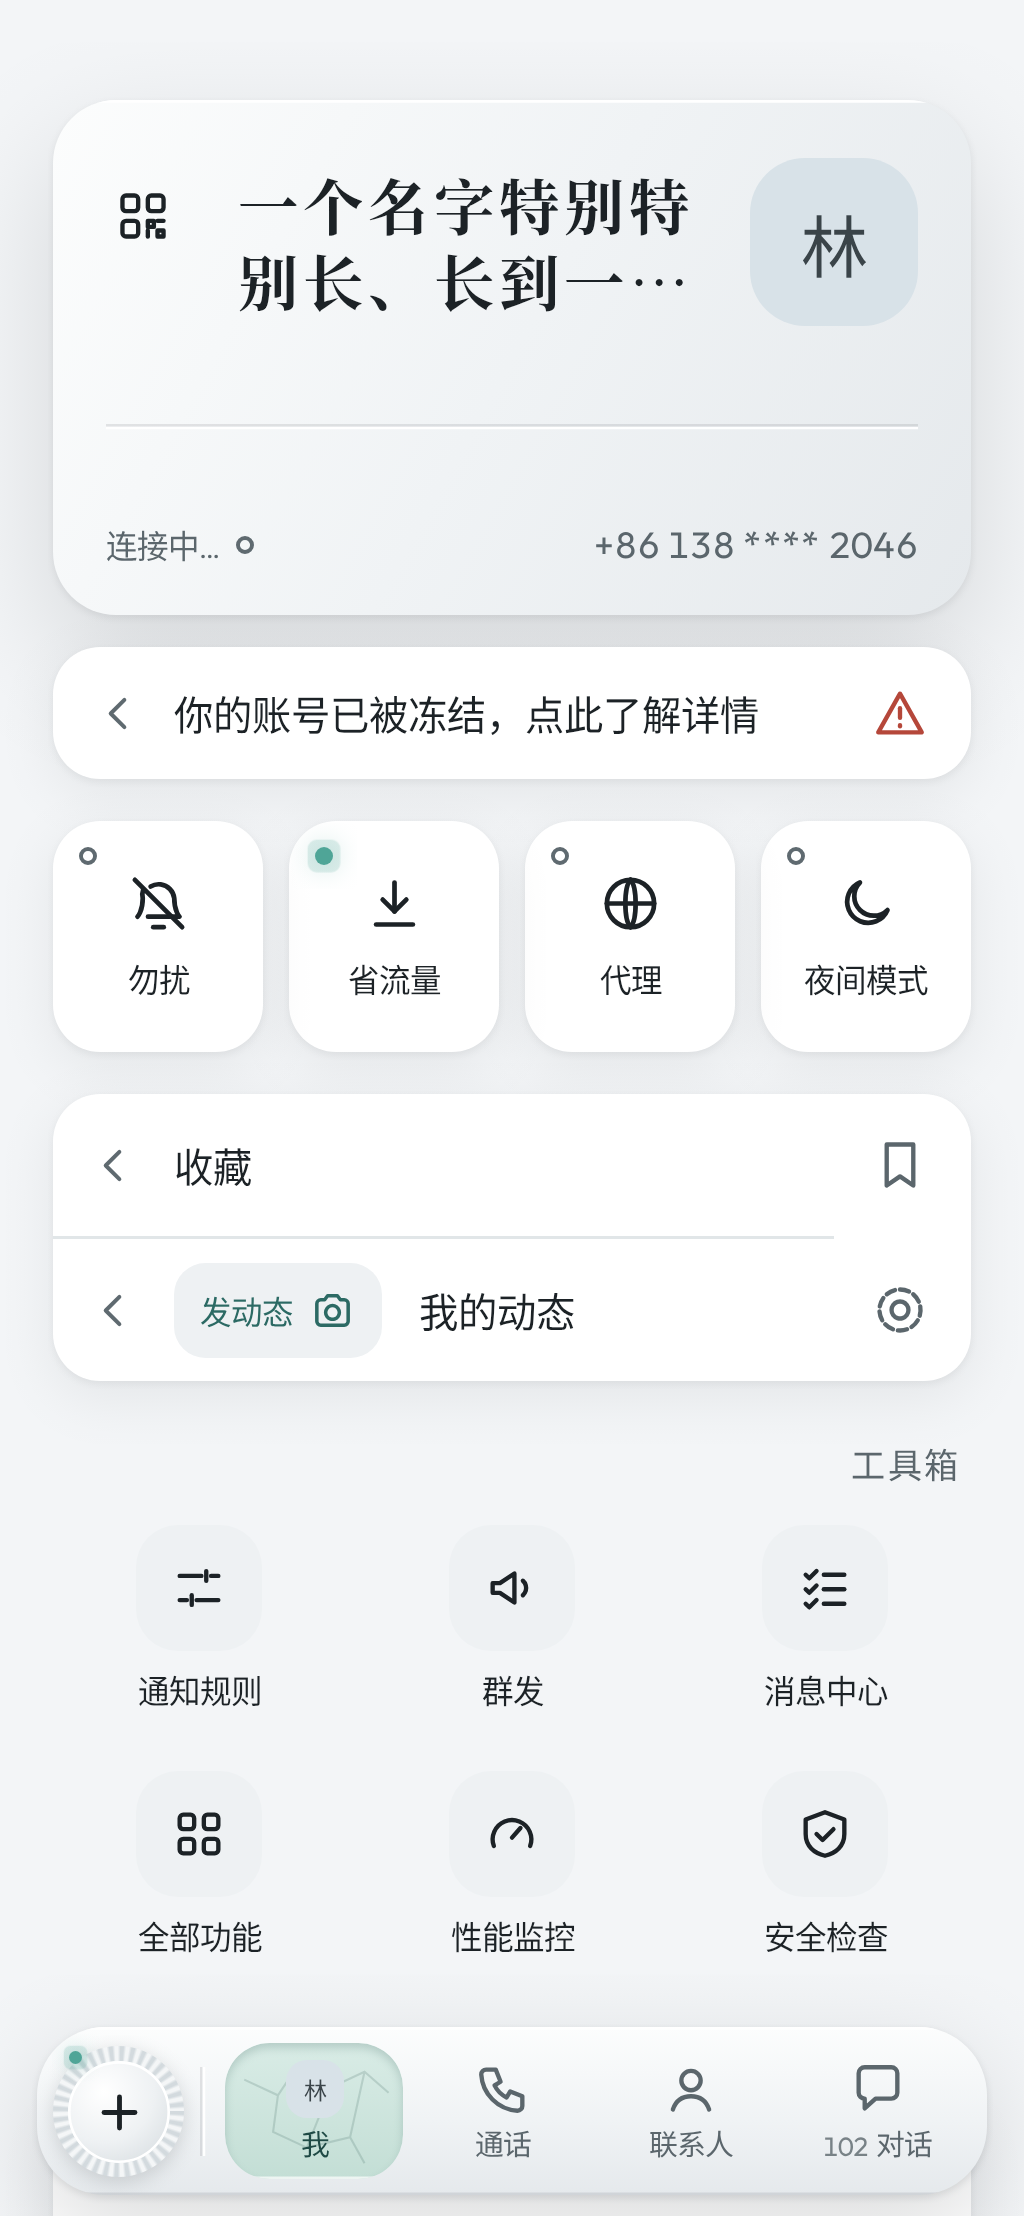 一个名字特别特
别长、长到一…
林
连接中...
+86 138 **** 2046
你的账号已被冻结，点此了解详情
勿扰
省流量
代理
夜间模式
收藏
发动态
我的动态
工具箱
通知规则
群发
消息中心
全部功能
性能监控
安全检查
林
我
通话
联系人
102 对话